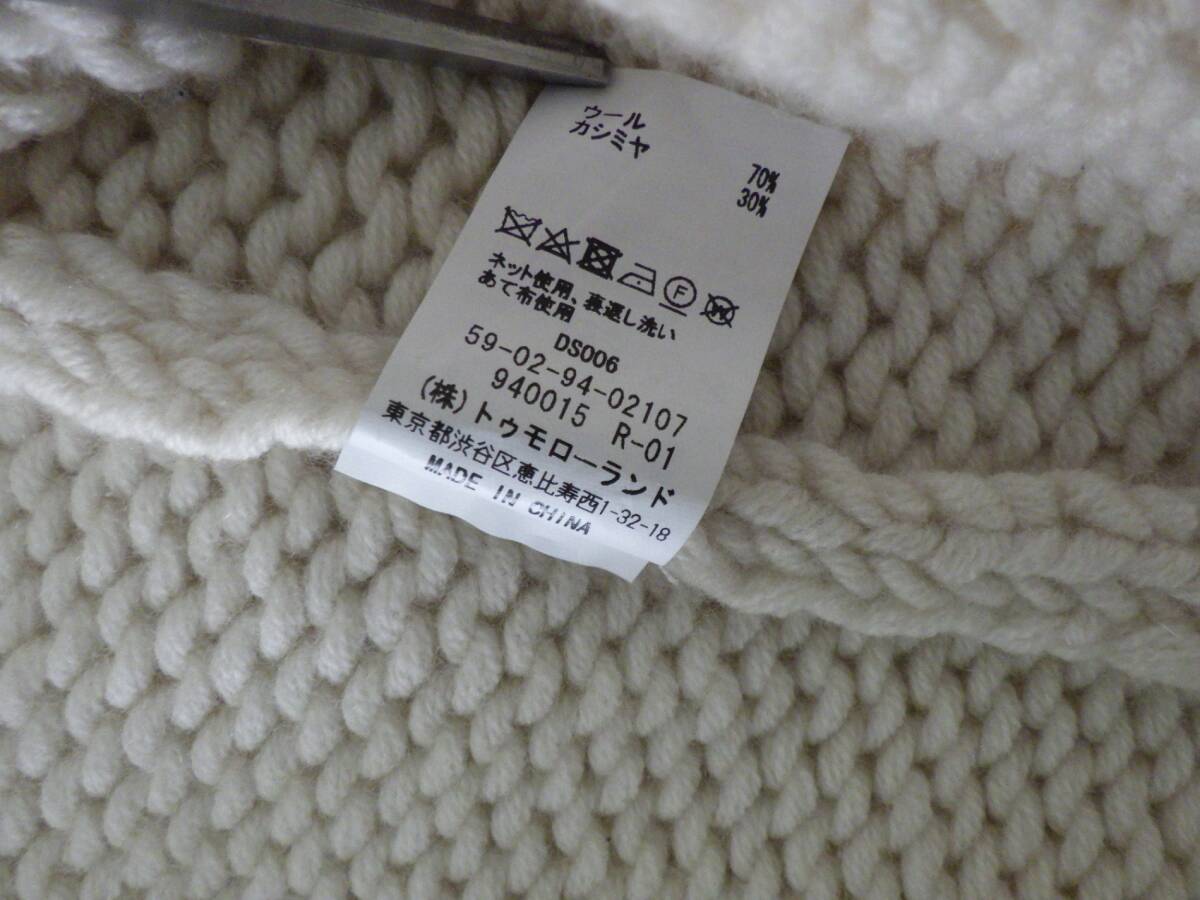 ウール
カシミヤ
70%
30%
F
W
ネット使用、裏返し洗い
あて布使用
DS006
59-02-94-02107
940015 R-01
(株)トゥモローランド
東京都渋谷区恵比寿西1-32-18
MADE IN CHINA